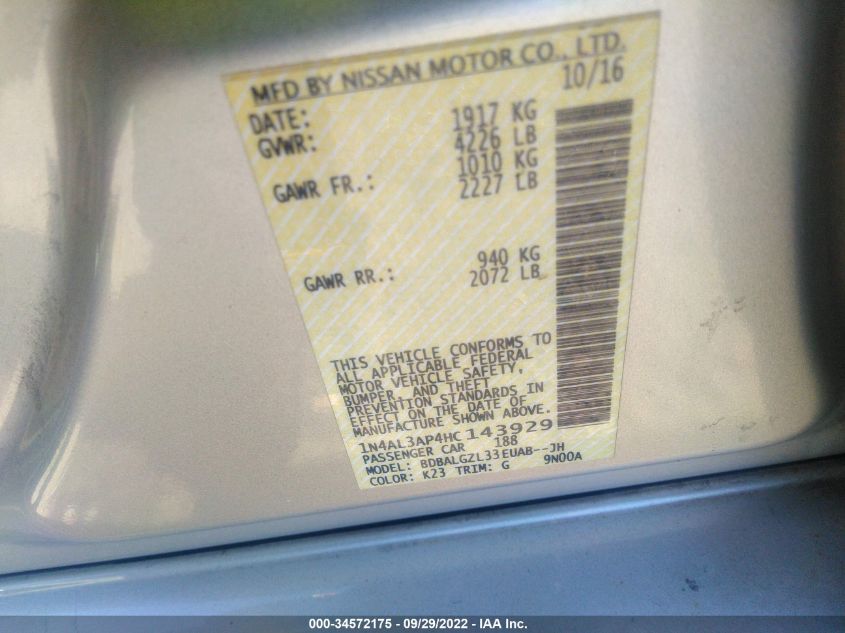 MFD BY NISSAN MOTOR CO., LTD.
DATE: 10/16
GVWR: 1917 KG
4226 LB
GAWR FR.: 1010 KG
2227 LB
GAWR RR.: 940 KG
2072 LB
THIS VEHICLE CONFORMS TO
ALL APPLICABLE FEDERAL
MOTOR VEHICLE SAFETY,
BUMPER, AND THEFT
PREVENTION STANDARDS IN
EFFECT ON THE DATE OF
MANUFACTURE SHOWN ABOVE.
1N4AL3AP4HC143929
PASSENGER CAR 188
MODEL: BDBALGZL33EUAB--JH
COLOR: K23 TRIM: G 9N00A
000-34572175 - 09/29/2022 - IAA Inc.